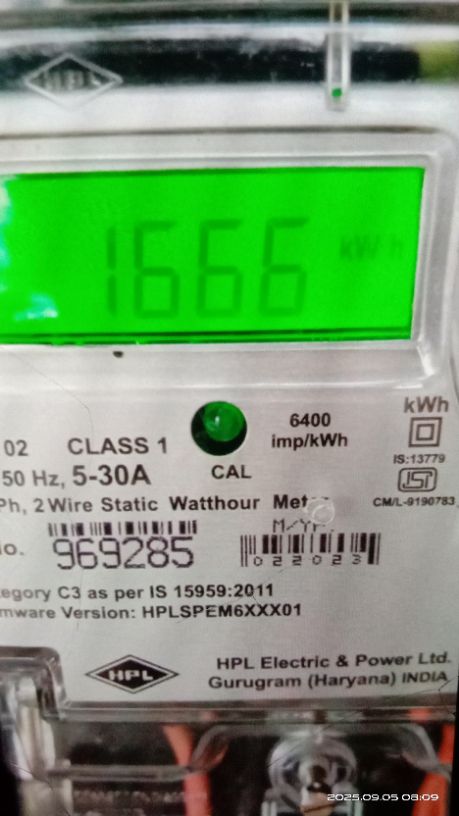 HPL
1666 kWh
kWh
02 CLASS 1
6400
imp/kWh
50 Hz, 5-30A
CAL
IS:13779
ISI
Ph, 2 Wire Static Watthour
CM/L-9190783
M/YR.
969285
022023
C3 as per IS 15959:2011
Version: HPLSPEM6XXX01
HPL
HPL Electric & Power Ltd.
Gurugram (Haryana) INDIA
2025.09.05 08:09